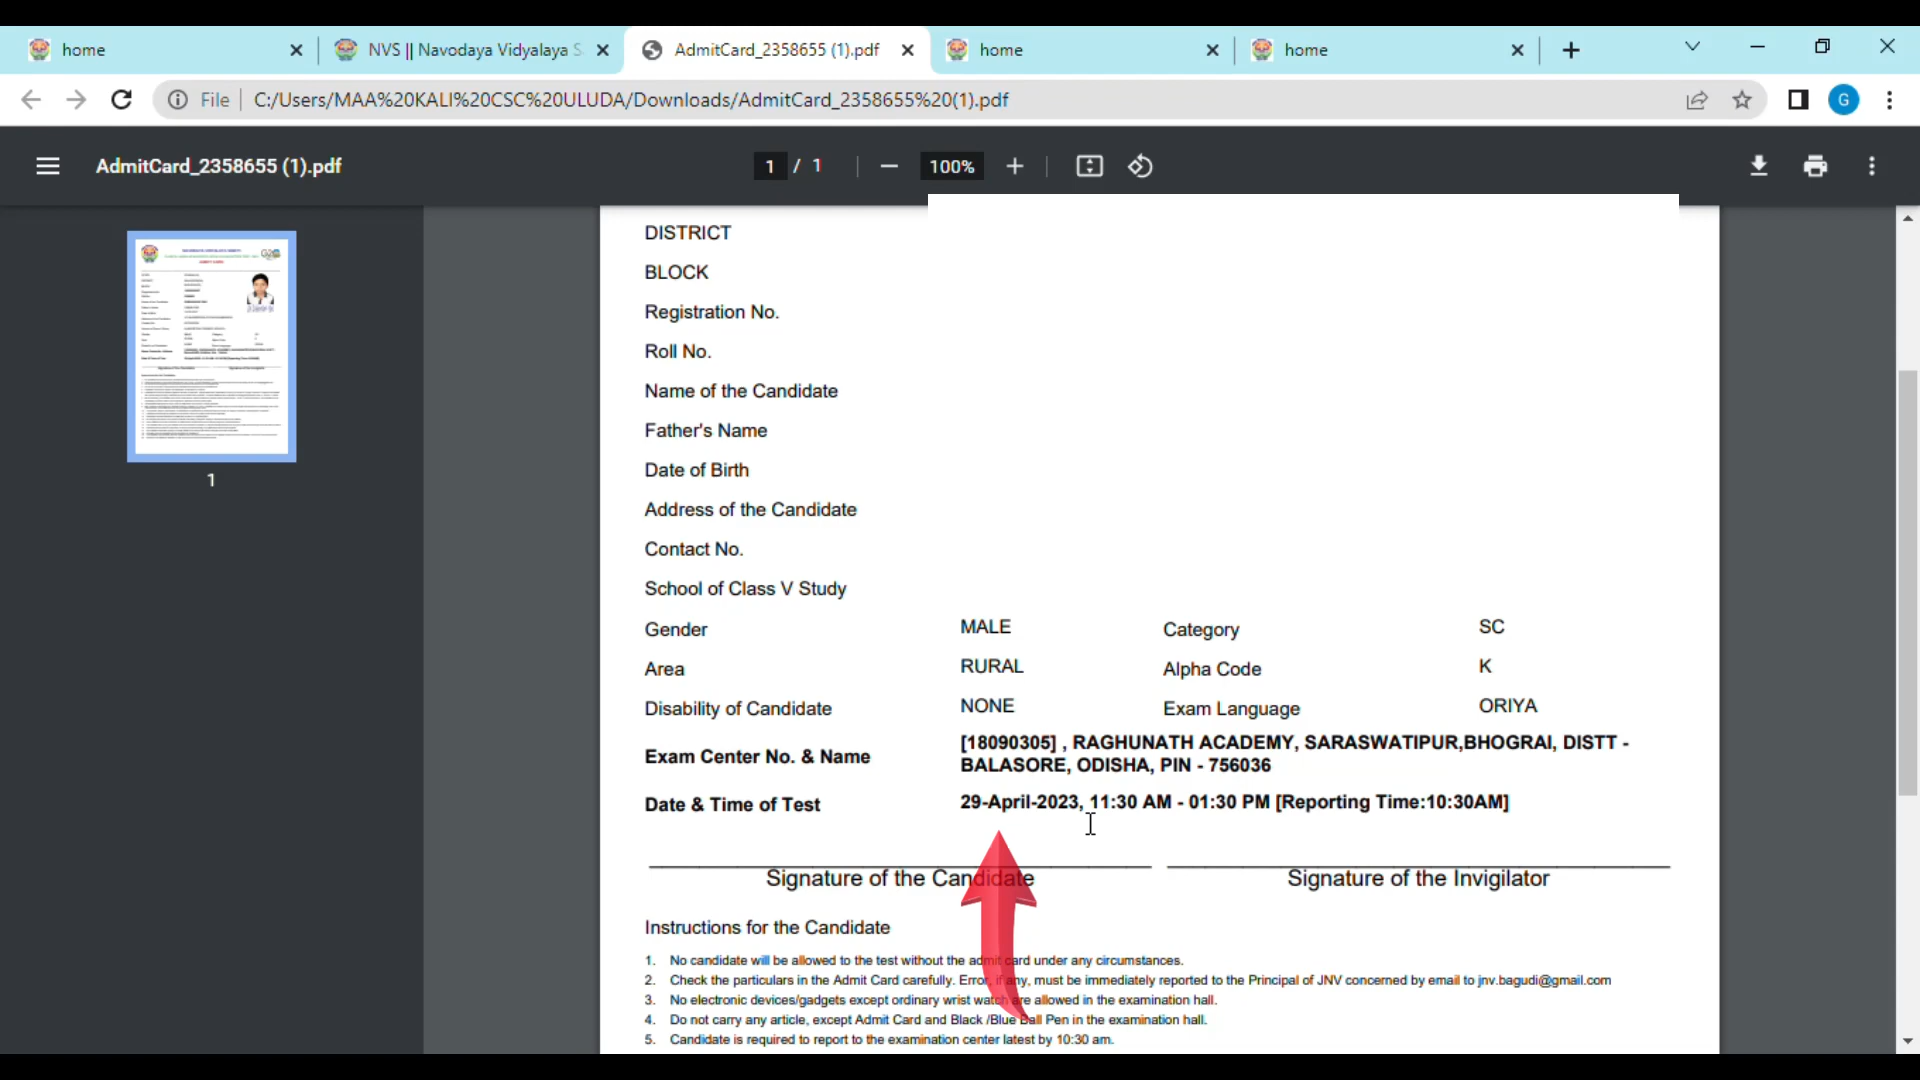 home
NVS || Navodaya Vidyalaya S
AdmitCard_2358655 (1).pdf
home
home
File
C:/Users/MAA%20KALI%20CSC%20ULUDA/Downloads/AdmitCard_2358655%20(1).pdf
G
AdmitCard_2358655 (1).pdf
1 / 1
100%
1
DISTRICT
BLOCK
Registration No.
Roll No.
Name of the Candidate
Father's Name
Date of Birth
Address of the Candidate
Contact No.
School of Class V Study
Gender MALE Category SC
Area RURAL Alpha Code K
Disability of Candidate NONE Exam Language ORIYA
Exam Center No. & Name [18090305] , RAGHUNATH ACADEMY, SARASWATIPUR,BHOGRAI, DISTT -
BALASORE, ODISHA, PIN - 756036
Date & Time of Test 29-April-2023, 11:30 AM - 01:30 PM [Reporting Time:10:30AM]
Signature of the Candidate Signature of the Invigilator
Instructions for the Candidate
1. No candidate will be allowed to the test without the admit card under any circumstances.
2. Check the particulars in the Admit Card carefully. Error, if any, must be immediately reported to the Principal of JNV concerned by email to jnv.bagudi@gmail.com
3. No electronic devices/gadgets except ordinary wrist watch are allowed in the examination hall.
4. Do not carry any article, except Admit Card and Black /Blue Ball Pen in the examination hall.
5. Candidate is required to report to the examination center latest by 10:30 am.